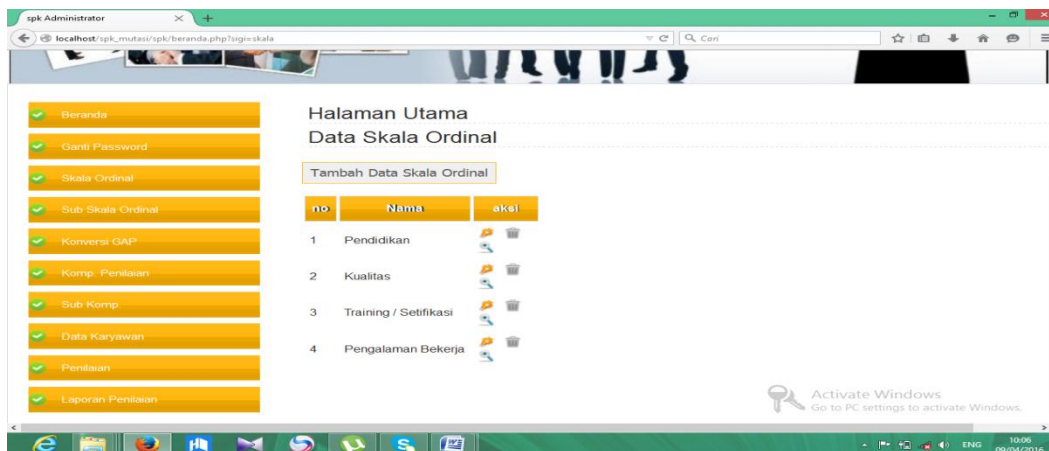 spk Administrator
localhost/spk_mutasi/spk/beranda.php?sigi=skala
Cari
Beranda
Ganti Password
Skala Ordinal
Sub Skala Ordinal
Konversi GAP
Komp. Penilaian
Sub Komp.
Data Karyawan
Penilaian
Laporan Penilaian
Halaman Utama
Data Skala Ordinal
Tambah Data Skala Ordinal
no Nama aksi
1 Pendidikan
2 Kualitas
3 Training / Setifikasi
4 Pengalaman Bekerja
Activate Windows
Go to PC settings to activate Windows.
ENG
10:06
09/04/2016